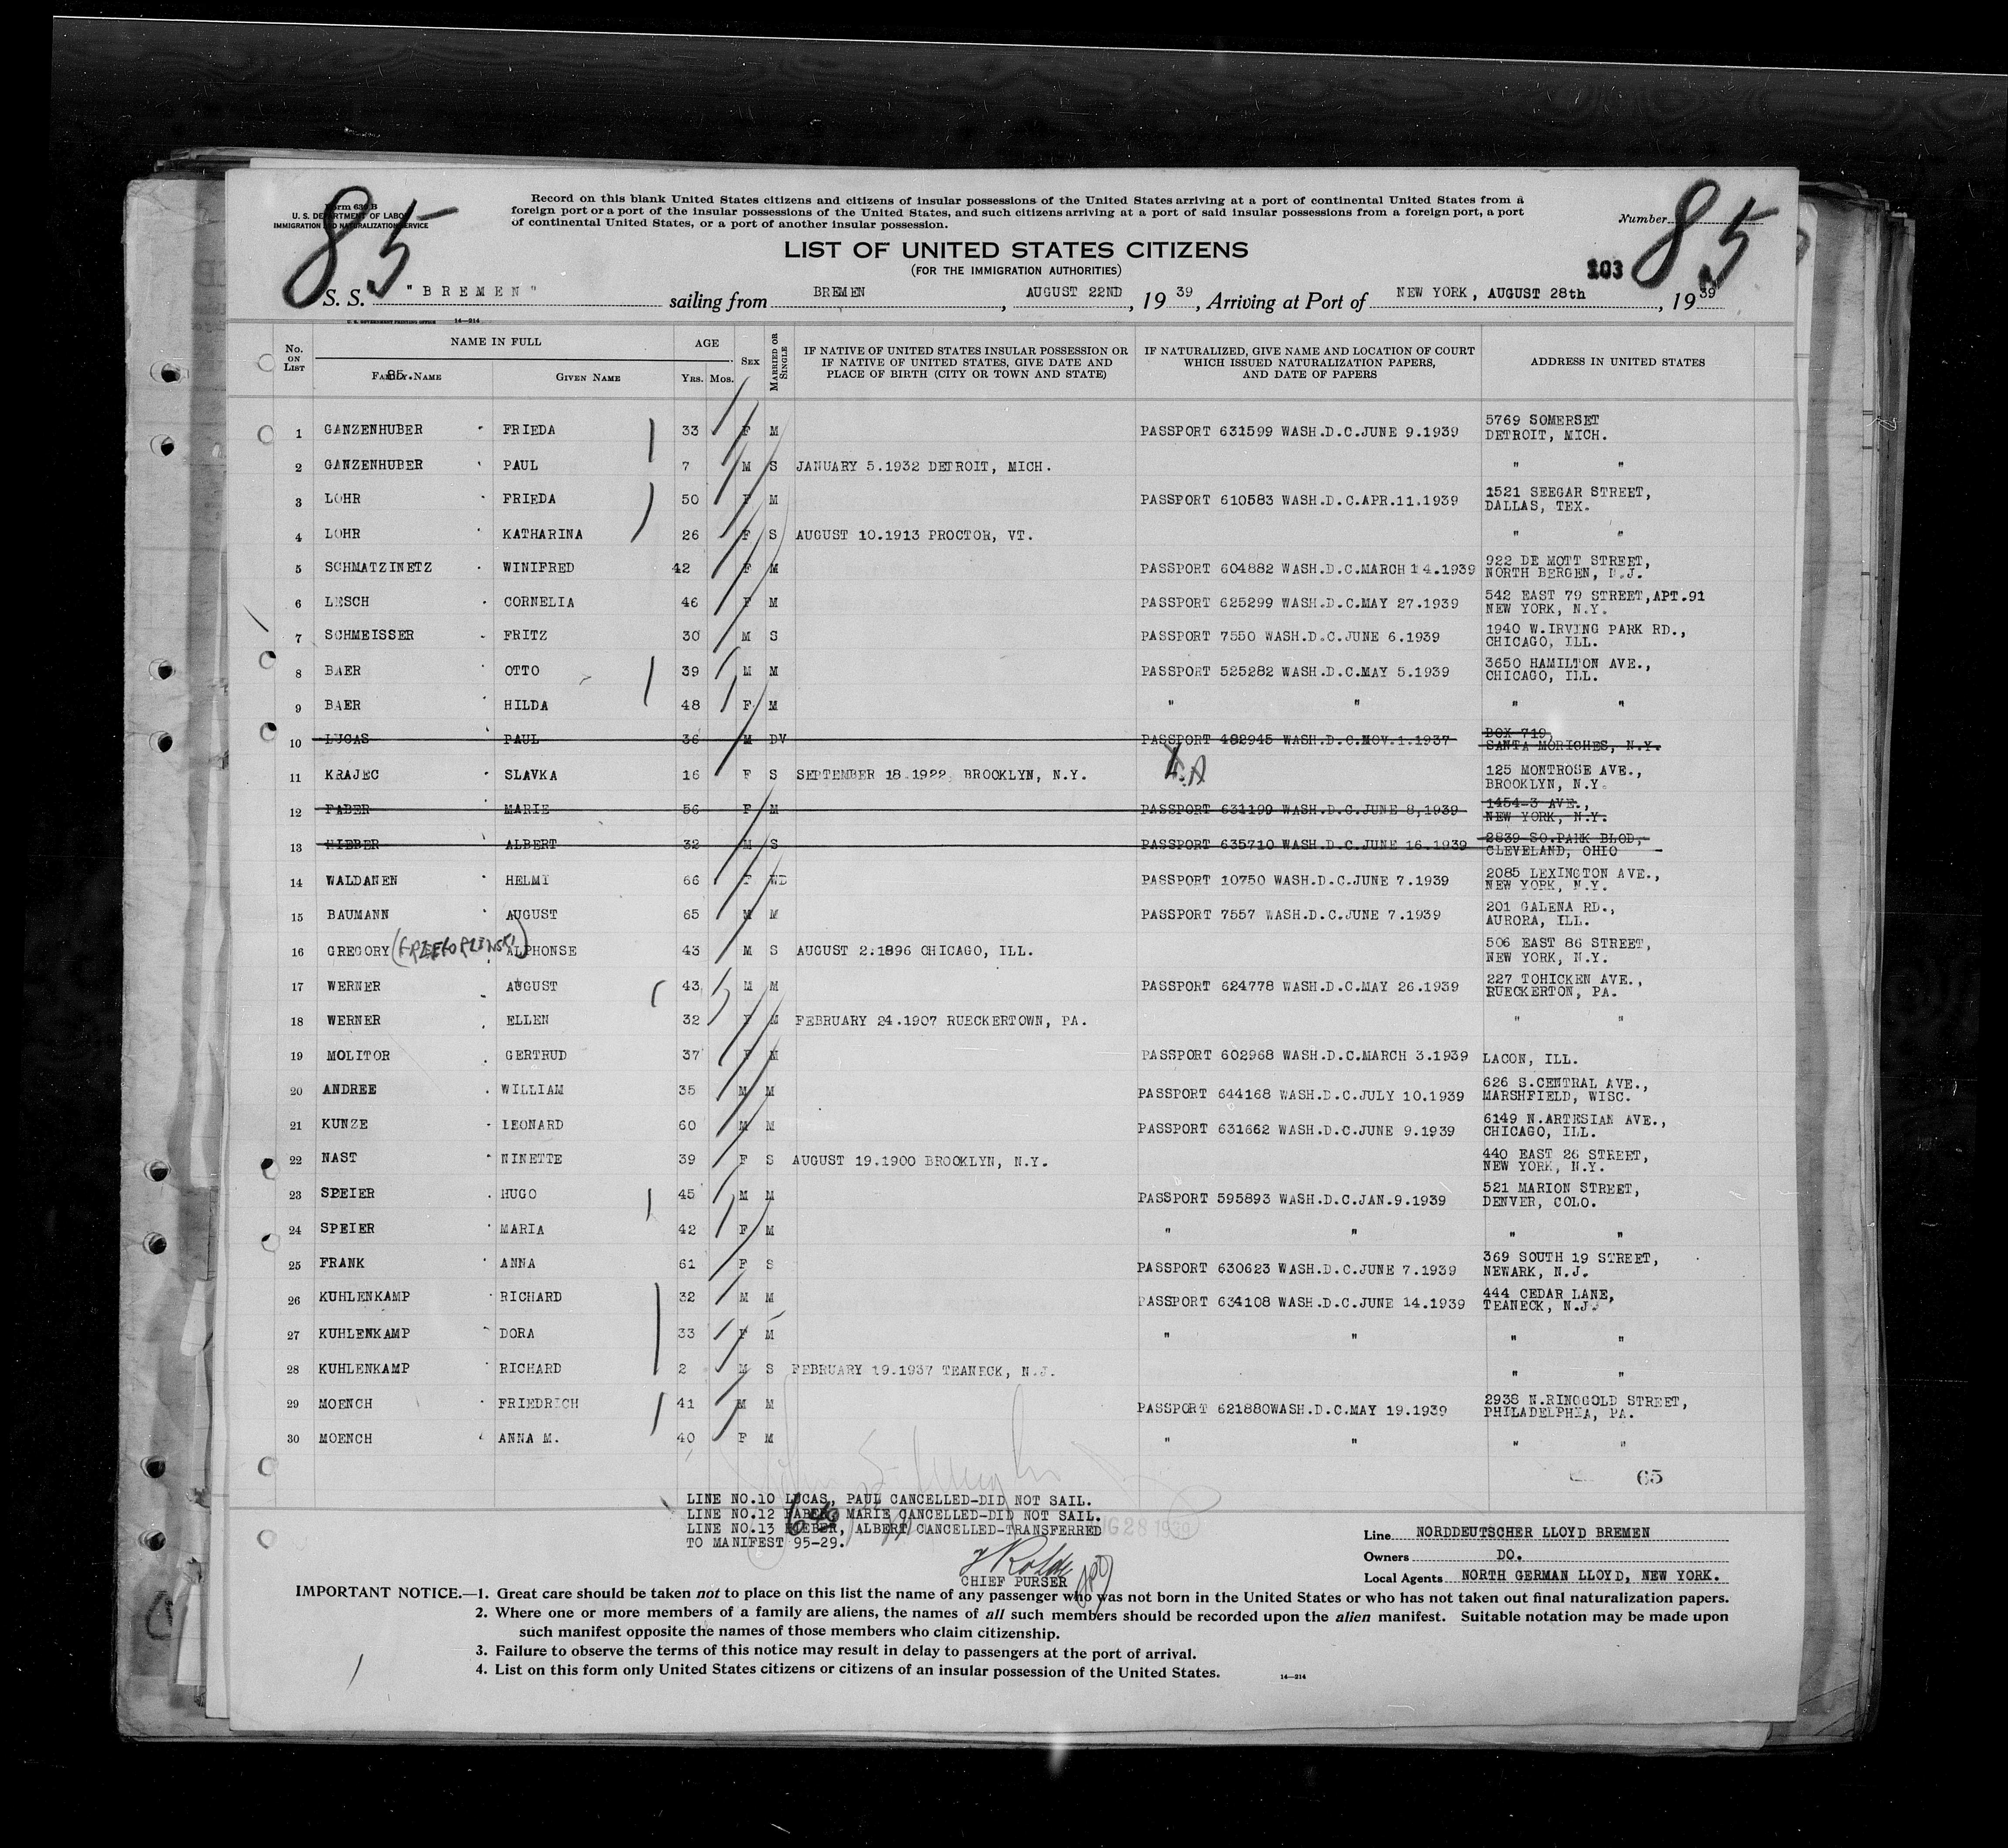 85
85
Form 639 B
U. S. DEPARTMENT OF LABOR
IMMIGRATION AND NATURALIZATION SERVICE
Record on this blank United States citizens and citizens of insular possessions of the United States arriving at a port of continental United States from a
foreign port or a port of the insular possessions of the United States, and such citizens arriving at a port of said insular possessions from a foreign port, a port
of continental United States, or a port of another insular possession.
Number
LIST OF UNITED STATES CITIZENS
(FOR THE IMMIGRATION AUTHORITIES)
103
S. S. "BREMEN" sailing from BREMEN, AUGUST 22ND, 19 39, Arriving at Port of NEW YORK, AUGUST 28th, 19 39
U. S. GOVERNMENT PRINTING OFFICE 14—214
No. ON LIST
NAME IN FULL
85.
FAMILY NAME
GIVEN NAME
AGE
YRS. MOS.
SEX
MARRIED OR SINGLE
IF NATIVE OF UNITED STATES INSULAR POSSESSION OR
IF NATIVE OF UNITED STATES, GIVE DATE AND
PLACE OF BIRTH (CITY OR TOWN AND STATE)
IF NATURALIZED, GIVE NAME AND LOCATION OF COURT
WHICH ISSUED NATURALIZATION PAPERS,
AND DATE OF PAPERS
ADDRESS IN UNITED STATES
1 GANZENHUBER FRIEDA 33 F M PASSPORT 631599 WASH.D.C.JUNE 9.1939 5769 SOMERSET
DETROIT, MICH.
2 GANZENHUBER PAUL 7 M S JANUARY 5.1932 DETROIT, MICH. " "
3 LOHR FRIEDA 50 F M PASSPORT 610583 WASH.D.C.APR.11.1939 1521 SEEGAR STREET,
DALLAS, TEX.
4 LOHR KATHARINA 26 F S AUGUST 10.1913 PROCTOR, VT. " "
5 SCHMATZINETZ WINIFRED 42 F M PASSPORT 604882 WASH.D.C.MARCH 14.1939 922 DE MOTT STREET,
NORTH BERGEN, N.J.
6 LESCH CORNELIA 46 F M PASSPORT 625299 WASH.D.C.MAY 27.1939 542 EAST 79 STREET,APT.91
NEW YORK, N.Y.
7 SCHMEISSER FRITZ 30 M S PASSPORT 7550 WASH.D.C.JUNE 6.1939 1940 W.IRVING PARK RD.,
CHICAGO, ILL.
8 BAER OTTO 39 M M PASSPORT 525282 WASH.D.C.MAY 5.1939 3650 HAMILTON AVE.,
CHICAGO, ILL.
9 BAER HILDA 48 F M " " " "
10 LUCAS PAUL 36 M DV PASSPORT 482945 WASH.D.C.NOV.1.1937 BOX 719,
SANTA MORICHES, N.Y.
11 KRAJEC SLAVKA 16 F S SEPTEMBER 18.1922 BROOKLYN, N.Y. 125 MONTROSE AVE.,
BROOKLYN, N.Y.
12 FABER MARIE 56 F M PASSPORT 631199 WASH.D.C.JUNE 8,1939 1454-3 AVE.,
NEW YORK, N.Y.
13 HIEBER ALBERT 32 M S PASSPORT 635710 WASH.D.C.JUNE 16.1939 2839 SO.PARK BLOD,
CLEVELAND, OHIO
14 WALDANEN HELMI 66 F WD PASSPORT 10750 WASH.D.C.JUNE 7.1939 2085 LEXINGTON AVE.,
NEW YORK, N.Y.
15 BAUMANN AUGUST 65 M M PASSPORT 7557 WASH.D.C.JUNE 7.1939 201 GALENA RD.,
AURORA, ILL.
16 GREGORY ALPHONSE 43 M S AUGUST 2.1896 CHICAGO, ILL. 506 EAST 86 STREET,
NEW YORK, N.Y.
17 WERNER AUGUST 43 M M PASSPORT 624778 WASH.D.C.MAY 26.1939 227 TOHICKEN AVE.,
RUECKERTON, PA.
18 WERNER ELLEN 32 F M FEBRUARY 24.1907 RUECKERTOWN, PA. " "
19 MOLITOR GERTRUD 37 F M PASSPORT 602968 WASH.D.C.MARCH 3.1939 LACON, ILL.
20 ANDREE WILLIAM 35 M M PASSPORT 644168 WASH.D.C.JULY 10.1939 626 S.CENTRAL AVE.,
MARSHFIELD, WISC.
21 KUNZE LEONARD 60 M M PASSPORT 631662 WASH.D.C.JUNE 9.1939 6149 N.ARTESIAN AVE.,
CHICAGO, ILL.
22 NAST NINETTE 39 F S AUGUST 19.1900 BROOKLYN, N.Y. 440 EAST 26 STREET,
NEW YORK, N.Y.
23 SPEIER HUGO 45 M M PASSPORT 595893 WASH.D.C.JAN.9.1939 521 MARION STREET,
DENVER, COLO.
24 SPEIER MARIA 42 F M " " " "
25 FRANK ANNA 61 F S PASSPORT 630623 WASH.D.C.JUNE 7.1939 369 SOUTH 19 STREET,
NEWARK, N.J.
26 KUHLENKAMP RICHARD 32 M M PASSPORT 634108 WASH.D.C.JUNE 14.1939 444 CEDAR LANE,
TEANECK, N.J.
27 KUHLENKAMP DORA 33 F M " " " "
28 KUHLENKAMP RICHARD 2 M S FEBRUARY 19.1937 TEANECK, N.J. " "
29 MOENCH FRIEDRICH 41 M M PASSPORT 621880WASH.D.C.MAY 19.1939 2938 N.RINGGOLD STREET,
PHILADELPHIA, PA.
30 MOENCH ANNA M. 40 F M " " " "
65
LINE NO.10 LUCAS, PAUL CANCELLED-DID NOT SAIL.
LINE NO.12 FABER, MARIE CANCELLED-DID NOT SAIL.
LINE NO.13 HIEBER, ALBERT CANCELLED-TRANSFERRED
TO MANIFEST 95-29.
AUG 28 1939
CHIEF PURSER
Line NORDDEUTSCHER LLOYD BREMEN
Owners DO.
Local Agents NORTH GERMAN LLOYD, NEW YORK.
IMPORTANT NOTICE.—1. Great care should be taken not to place on this list the name of any passenger who was not born in the United States or who has not taken out final naturalization papers.
2. Where one or more members of a family are aliens, the names of all such members should be recorded upon the alien manifest. Suitable notation may be made upon
such manifest opposite the names of those members who claim citizenship.
3. Failure to observe the terms of this notice may result in delay to passengers at the port of arrival.
4. List on this form only United States citizens or citizens of an insular possession of the United States.
14—214